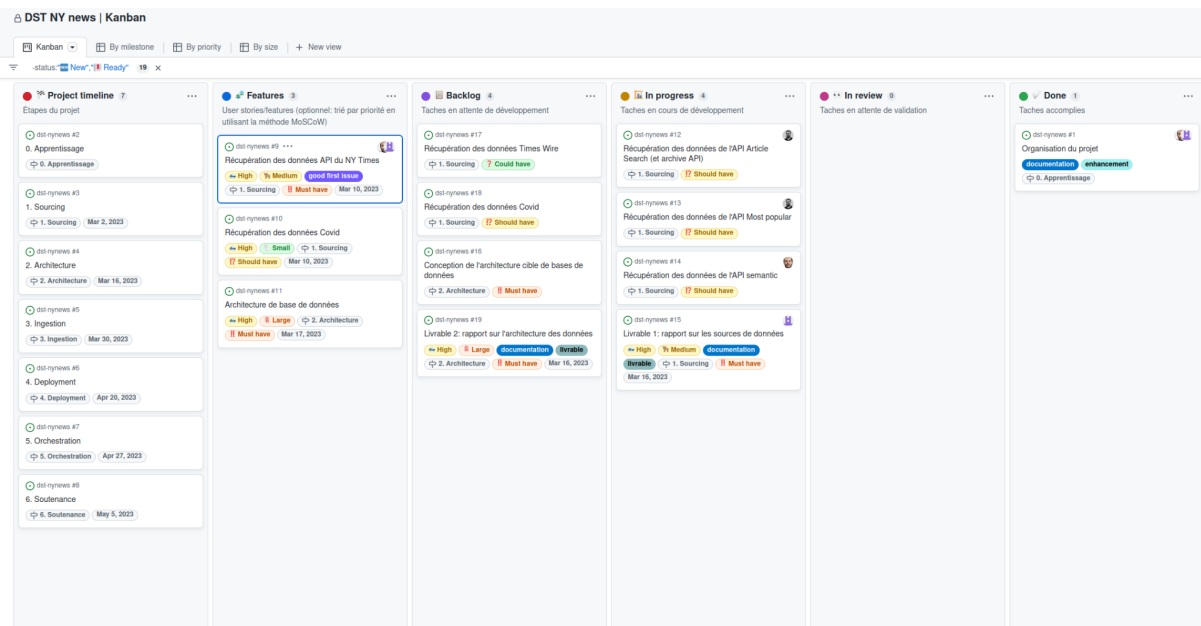 DST NY news | Kanban
Kanban
By milestone
By priority
By size
+ New view
-status:"New","Ready" 19 ×
Project timeline 7 ...
Étapes du projet
dst-nynews #2
0. Apprentissage
0. Apprentissage
dst-nynews #3
1. Sourcing
1. Sourcing Mar 2, 2023
dst-nynews #4
2. Architecture
2. Architecture Mar 16, 2023
dst-nynews #5
3. Ingestion
3. Ingestion Mar 30, 2023
dst-nynews #6
4. Deployment
4. Deployment Apr 20, 2023
dst-nynews #7
5. Orchestration
5. Orchestration Apr 27, 2023
dst-nynews #8
6. Soutenance
6. Soutenance May 5, 2023
Features 3 ...
User stories/features (optionnel: trié par priorité en
utilisant la méthode MoSCoW)
dst-nynews #9 ...
Récupération des données API du NY Times
High Medium good first issue
1. Sourcing !! Must have Mar 10, 2023
dst-nynews #10
Récupération des données Covid
High Small 1. Sourcing
!? Should have Mar 10, 2023
dst-nynews #11
Architecture de base de données
High Large 2. Architecture
!! Must have Mar 17, 2023
Backlog 4 ...
Taches en attente de développement
dst-nynews #17
Récupération des données Times Wire
1. Sourcing ? Could have
dst-nynews #18
Récupération des données Covid
1. Sourcing !? Should have
dst-nynews #16
Conception de l'architecture cible de bases de
données
2. Architecture !! Must have
dst-nynews #19
Livrable 2: rapport sur l'architecture des données
High Large documentation livrable
2. Architecture !! Must have Mar 16, 2023
In progress 4 ...
Taches en cours de développement
dst-nynews #12
Récupération des données de l'API Article
Search (et archive API)
1. Sourcing !? Should have
dst-nynews #13
Récupération des données de l'API Most popular
1. Sourcing !? Should have
dst-nynews #14
Récupération des données de l'API semantic
1. Sourcing !? Should have
dst-nynews #15
Livrable 1: rapport sur les sources de données
High Medium documentation
livrable 1. Sourcing !! Must have
Mar 16, 2023
In review 0 ...
Taches en attente de validation
Done 1 ...
Taches accomplies
dst-nynews #1
Organisation du projet
documentation enhancement
0. Apprentissage